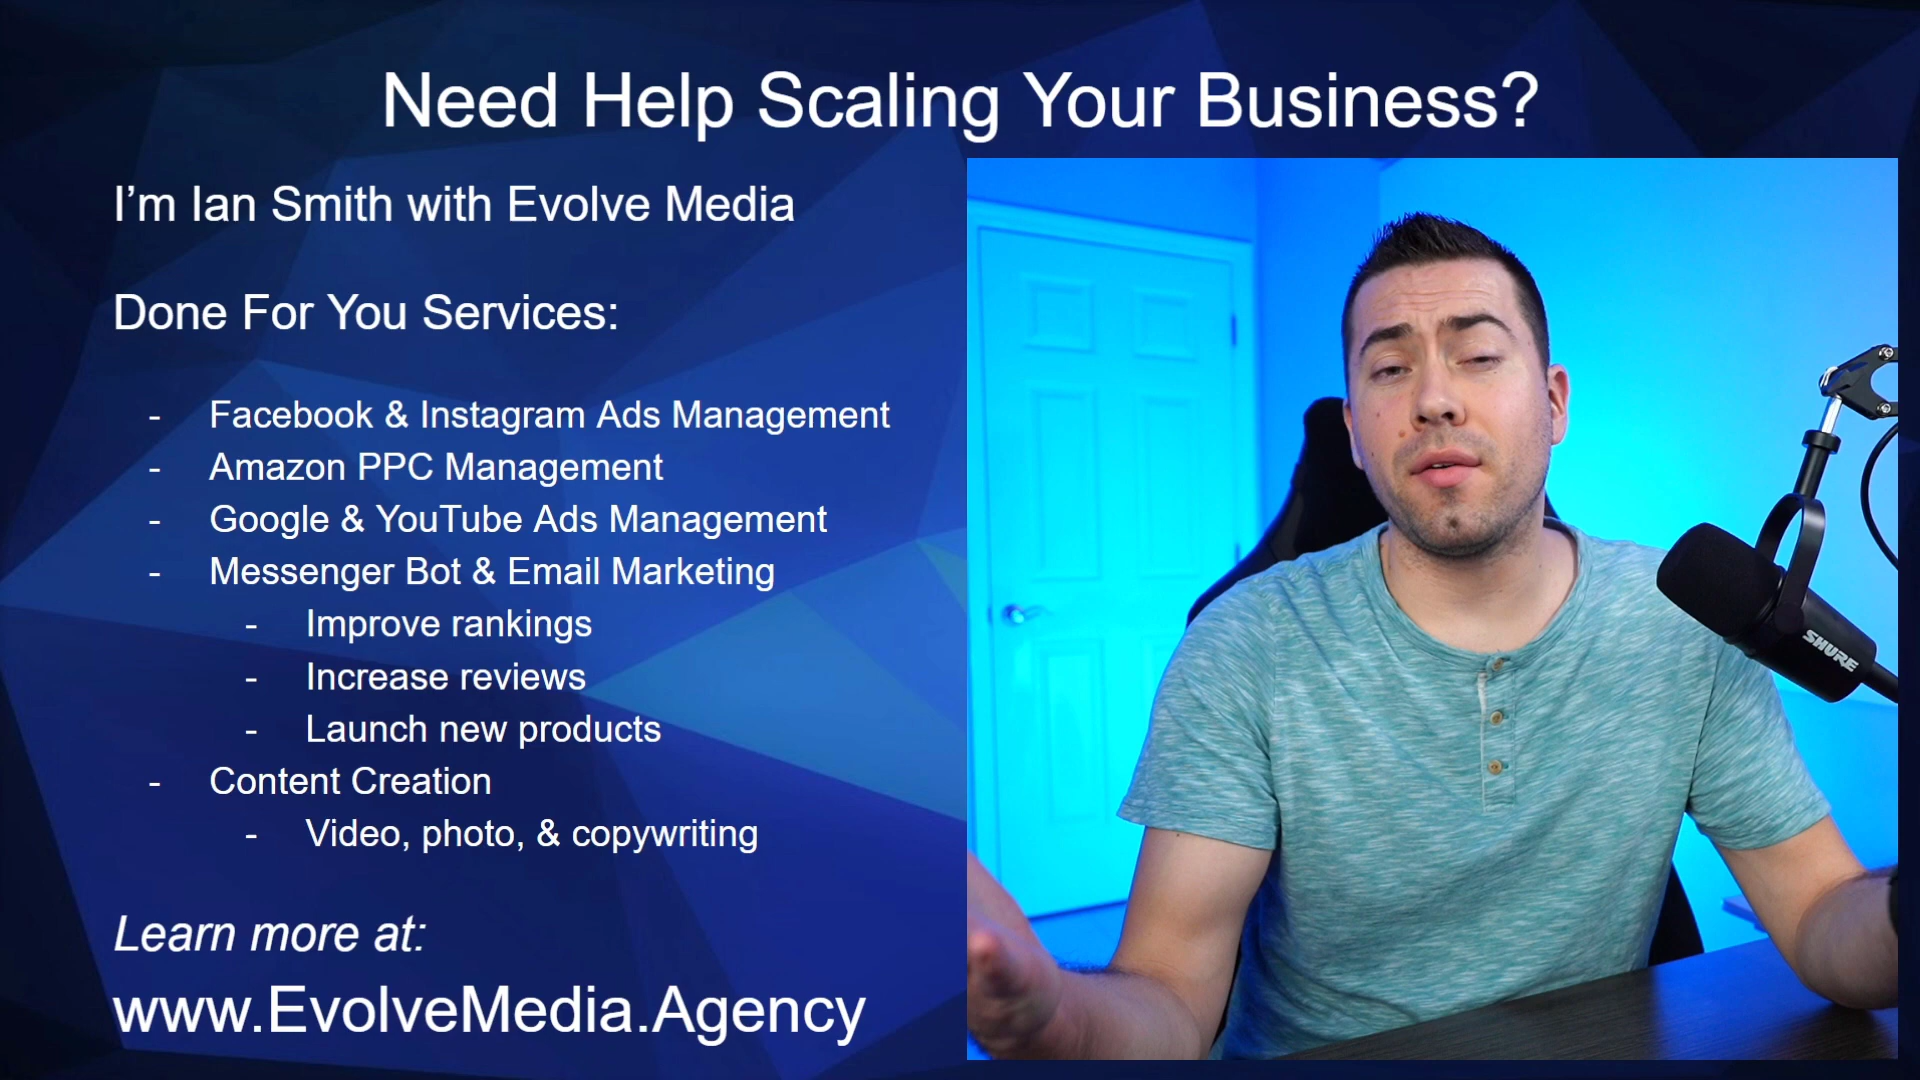 Need Help Scaling Your Business?
I’m Ian Smith with Evolve Media
Done For You Services:
- Facebook & Instagram Ads Management
- Amazon PPC Management
- Google & YouTube Ads Management
- Messenger Bot & Email Marketing
- Improve rankings
- Increase reviews
- Launch new products
- Content Creation
- Video, photo, & copywriting
Learn more at:
www.EvolveMedia.Agency
SHURE